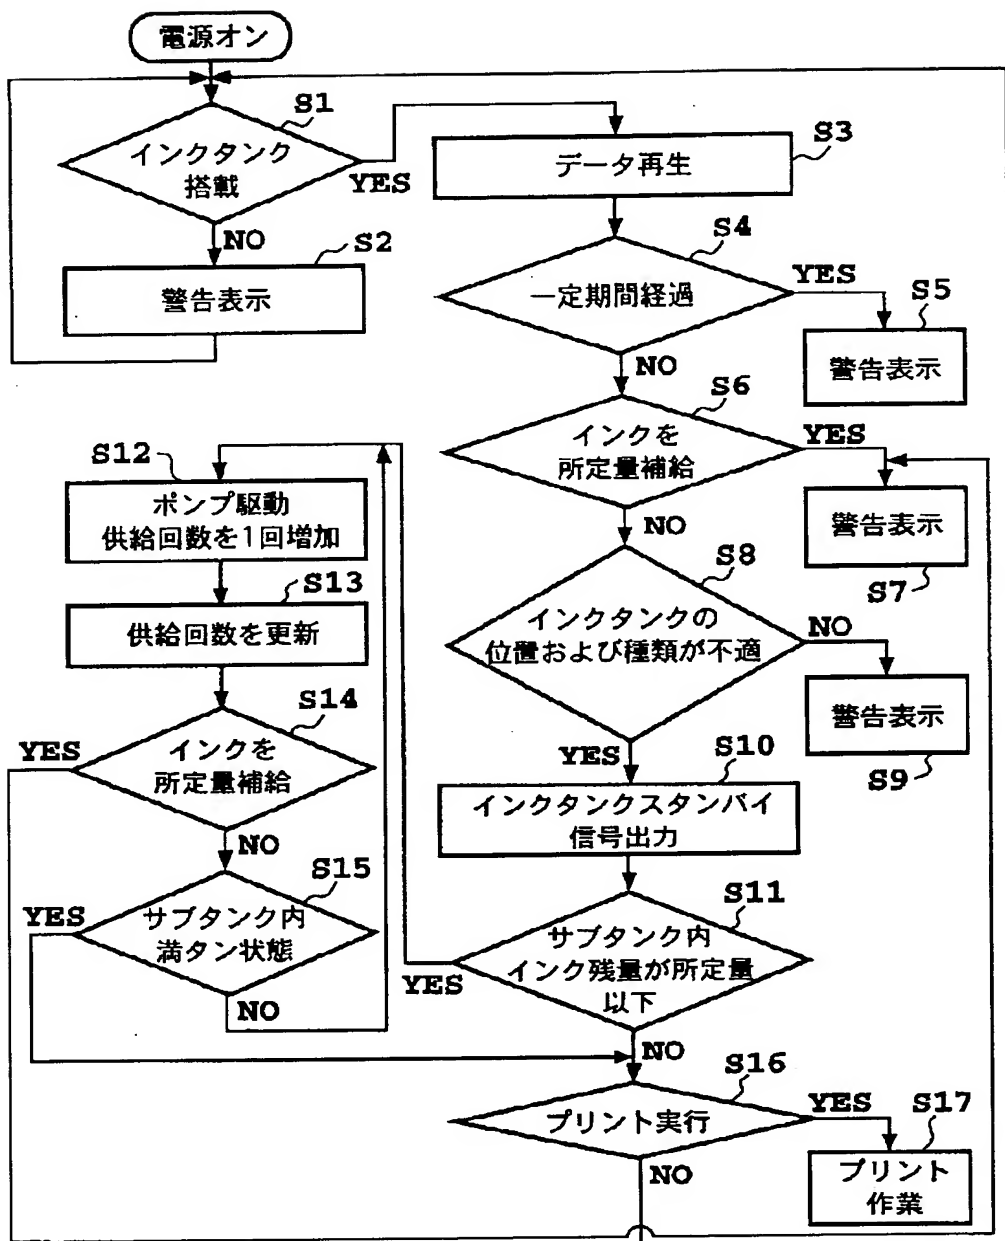 電源オン
S1
インクタンク
搭載
YES
NO
S2
警告表示
S3
データ再生
S4
一定期間経過
YES
S5
警告表示
NO
S6
インクを
所定量補給
YES
警告表示
S7
NO
S8
インクタンクの
位置および種類が不適
NO
警告表示
S9
YES
S10
インクタンクスタンバイ
信号出力
S11
サブタンク内
インク残量が所定量
以下
YES
NO
S12
ポンプ駆動
供給回数を1回増加
S13
供給回数を更新
S14
YES
インクを
所定量補給
NO
S15
YES
サブタンク内
満タン状態
NO
S16
プリント実行
YES
S17
プリント
作業
NO